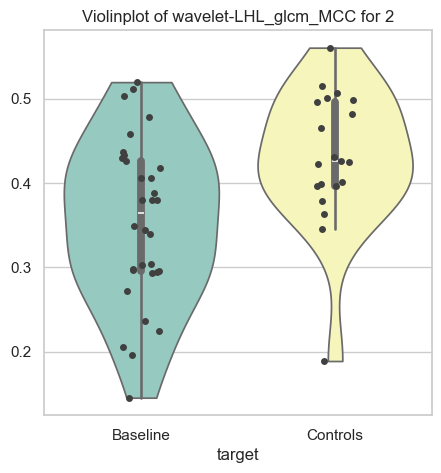 Violinplot of wavelet-LHL_glcm_MCC for 2
0.5
0.4
0.3
0.2
Baseline
Controls
target